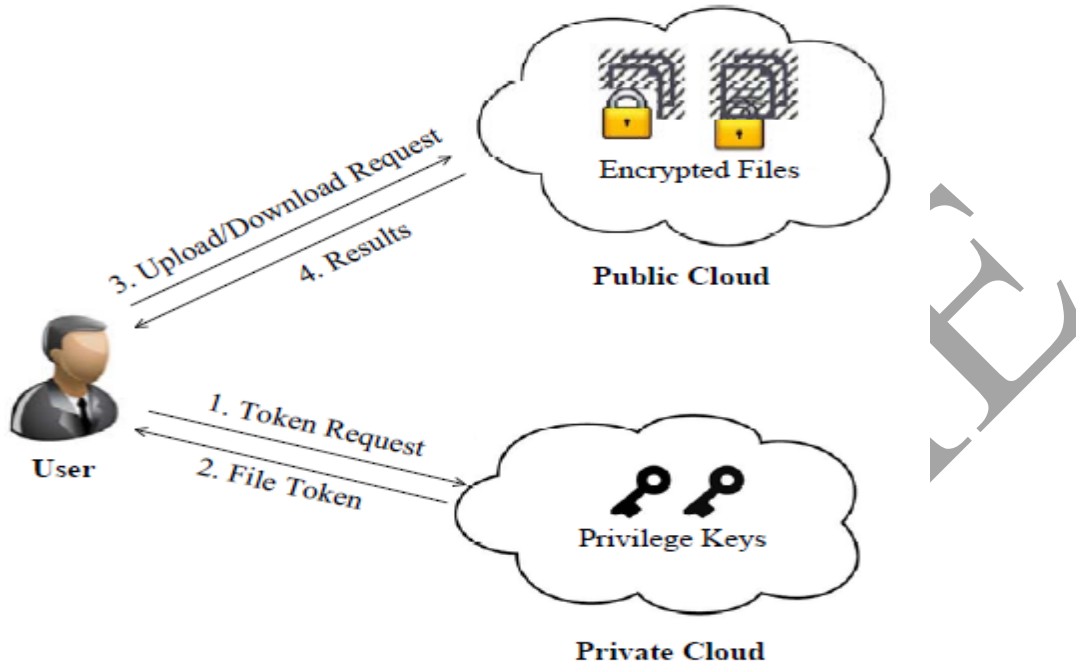 Encrypted Files
Public Cloud
3. Upload/Download Request
4. Results
User
1. Token Request
2. File Token
Privilege Keys
Private Cloud
E